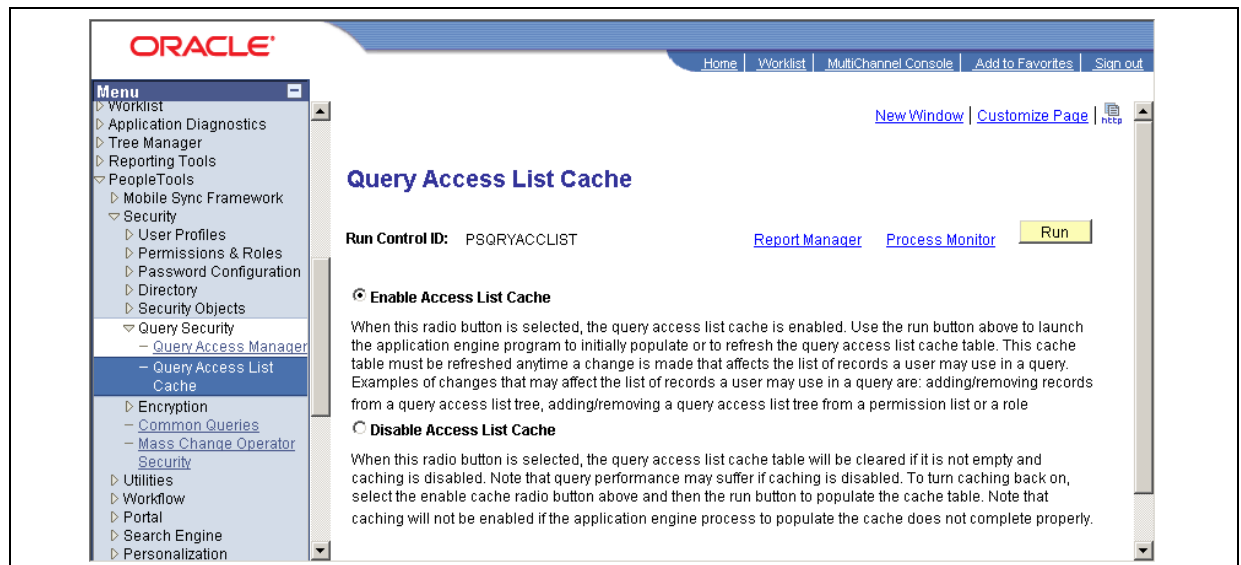 ORACLE
Home | Worklist | MultiChannel Console | Add to Favorites | Sign out
Menu
Worklist
Application Diagnostics
Tree Manager
Reporting Tools
PeopleTools
Mobile Sync Framework
Security
User Profiles
Permissions & Roles
Password Configuration
Directory
Security Objects
Query Security
– Query Access Manager
– Query Access List
Cache
Encryption
– Common Queries
– Mass Change Operator
Security
Utilities
Workflow
Portal
Search Engine
Personalization
New Window | Customize Page | http
Query Access List Cache
Run Control ID: PSQRYACCLIST Report Manager Process Monitor Run
Enable Access List Cache
When this radio button is selected, the query access list cache is enabled. Use the run button above to launch
the application engine program to initially populate or to refresh the query access list cache table. This cache
table must be refreshed anytime a change is made that affects the list of records a user may use in a query.
Examples of changes that may affect the list of records a user may use in a query are: adding/removing records
from a query access list tree, adding/removing a query access list tree from a permission list or a role
Disable Access List Cache
When this radio button is selected, the query access list cache table will be cleared if it is not empty and
caching is disabled. Note that query performance may suffer if caching is disabled. To turn caching back on,
select the enable cache radio button above and then the run button to populate the cache table. Note that
caching will not be enabled if the application engine process to populate the cache does not complete properly.